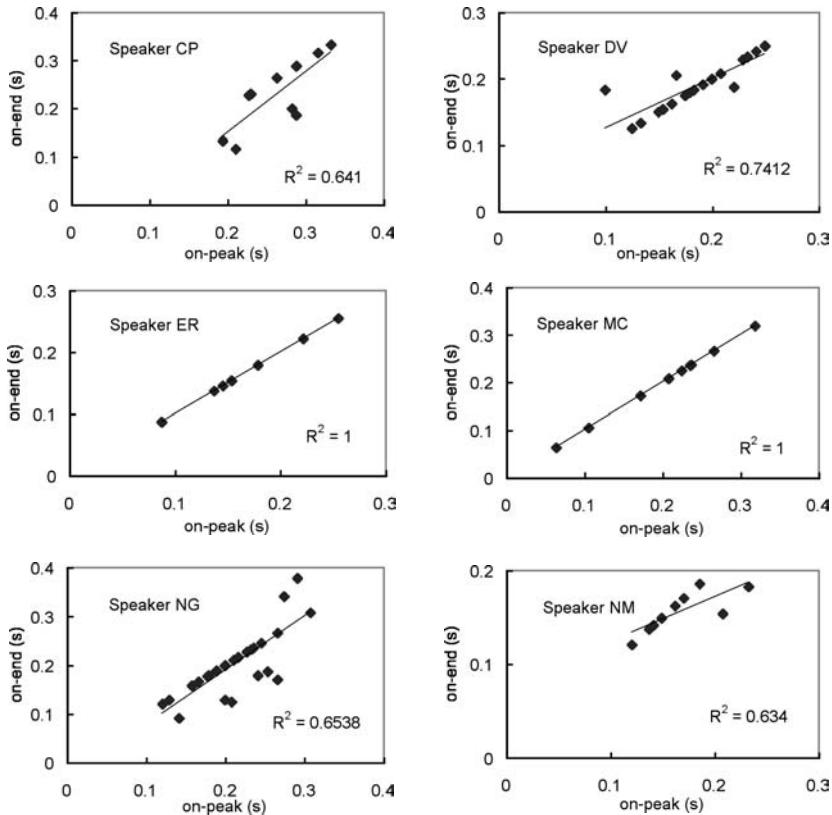 Speaker CP
on-end (s)
0.4
0.3
0.2
0.1
0
R² = 0.641
0 0.1 0.2 0.3 0.4
on-peak (s)
Speaker DV
on-end (s)
0.3
0.2
0.1
0
R² = 0.7412
0 0.1 0.2 0.3
on-peak (s)
Speaker ER
on-end (s)
0.3
0.2
0.1
0
R² = 1
0 0.1 0.2 0.3
on-peak (s)
Speaker MC
on-end (s)
0.4
0.3
0.2
0.1
0
R² = 1
0 0.1 0.2 0.3 0.4
on-peak (s)
Speaker NG
on-end (s)
0.4
0.3
0.2
0.1
0
R² = 0.6538
0 0.1 0.2 0.3 0.4
on-peak (s)
Speaker NM
on-end (s)
0.2
0.1
0
R² = 0.634
0 0.1 0.2 0.3
on-peak (s)